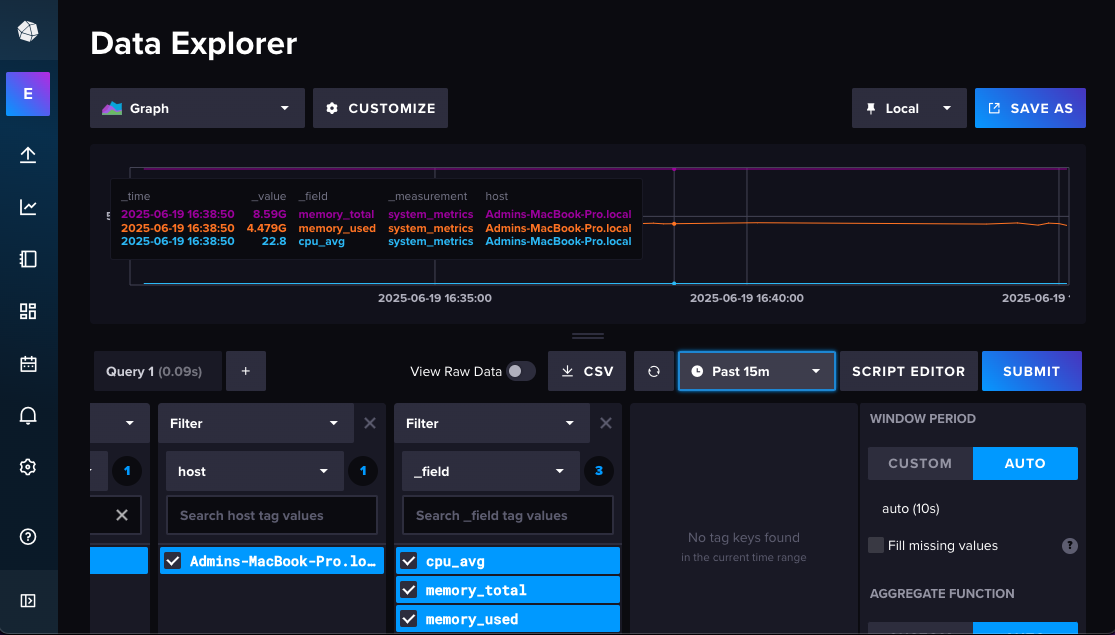 Data Explorer
E
Graph
CUSTOMIZE
Local
SAVE AS
_time _value _field _measurement host
2025-06-19 16:38:50 8.59G memory_total system_metrics Admins-MacBook-Pro.local
2025-06-19 16:38:50 4.479G memory_used system_metrics Admins-MacBook-Pro.local
2025-06-19 16:38:50 22.8 cpu_avg system_metrics Admins-MacBook-Pro.local
2025-06-19 16:35:00 2025-06-19 16:40:00 2025-06-19
Query 1 (0.09s)
+
View Raw Data
CSV
Past 15m
SCRIPT EDITOR
SUBMIT
1
Filter
host
1
Search host tag values
Admins-MacBook-Pro.lo…
Filter
_field
3
Search _field tag values
cpu_avg
memory_total
memory_used
No tag keys found
in the current time range
WINDOW PERIOD
CUSTOM
AUTO
auto (10s)
Fill missing values
?
AGGREGATE FUNCTION